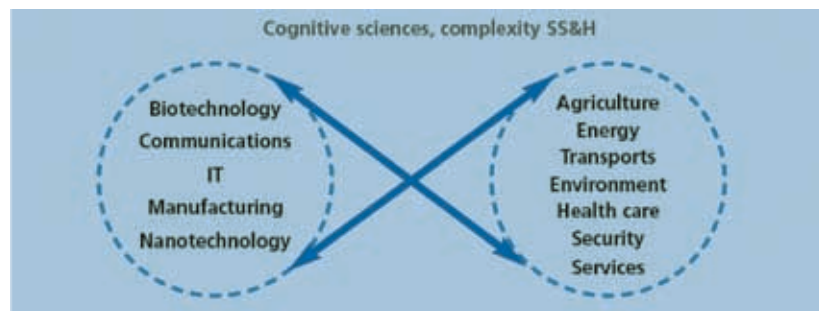 Cognitive sciences, complexity SS&H
Biotechnology
Communications
IT
Manufacturing
Nanotechnology
Agriculture
Energy
Transports
Environment
Health care
Security
Services